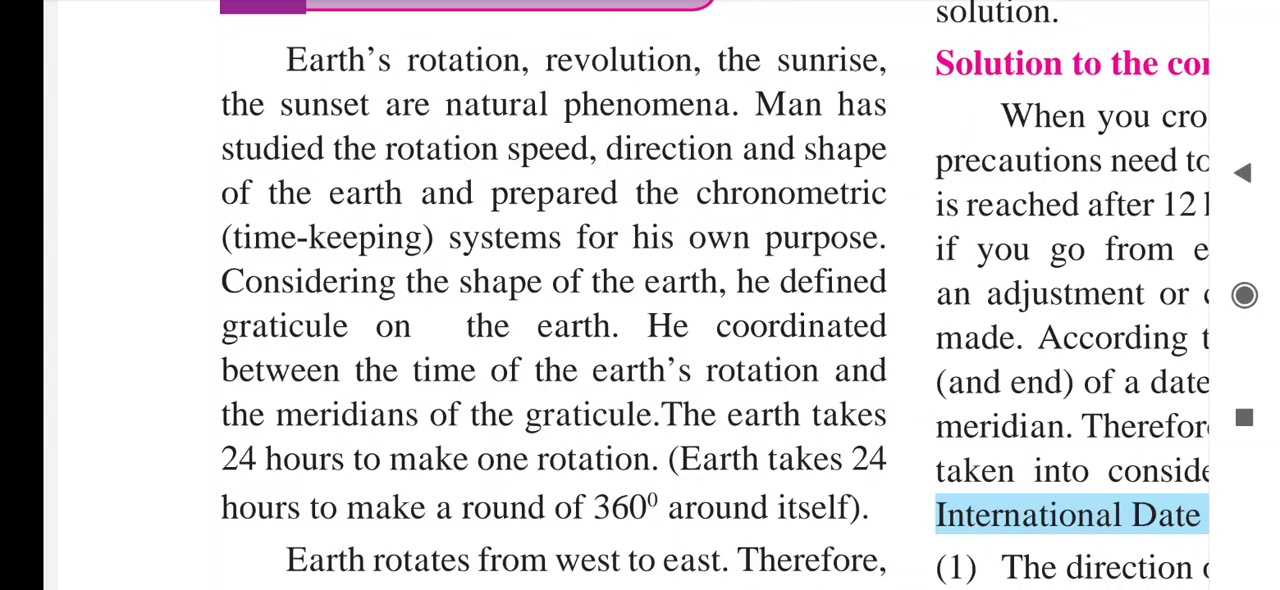 Earth's rotation, revolution, the sunrise,
the sunset are natural phenomena. Man has
studied the rotation speed, direction and shape
of the earth and prepared the chronometric
(time-keeping) systems for his own purpose.
Considering the shape of the earth, he defined
graticule on the earth. He coordinated
between the time of the earth's rotation and
the meridians of the graticule.The earth takes
24 hours to make one rotation. (Earth takes 24
hours to make a round of 360⁰ around itself).
Earth rotates from west to east. Therefore,
solution.
Solution to the
When you
precautions need to
is reached after 12
if you go from
an adjustment or
made. According
(and end) of a date
meridian.
taken into
International Date
(1) The direction